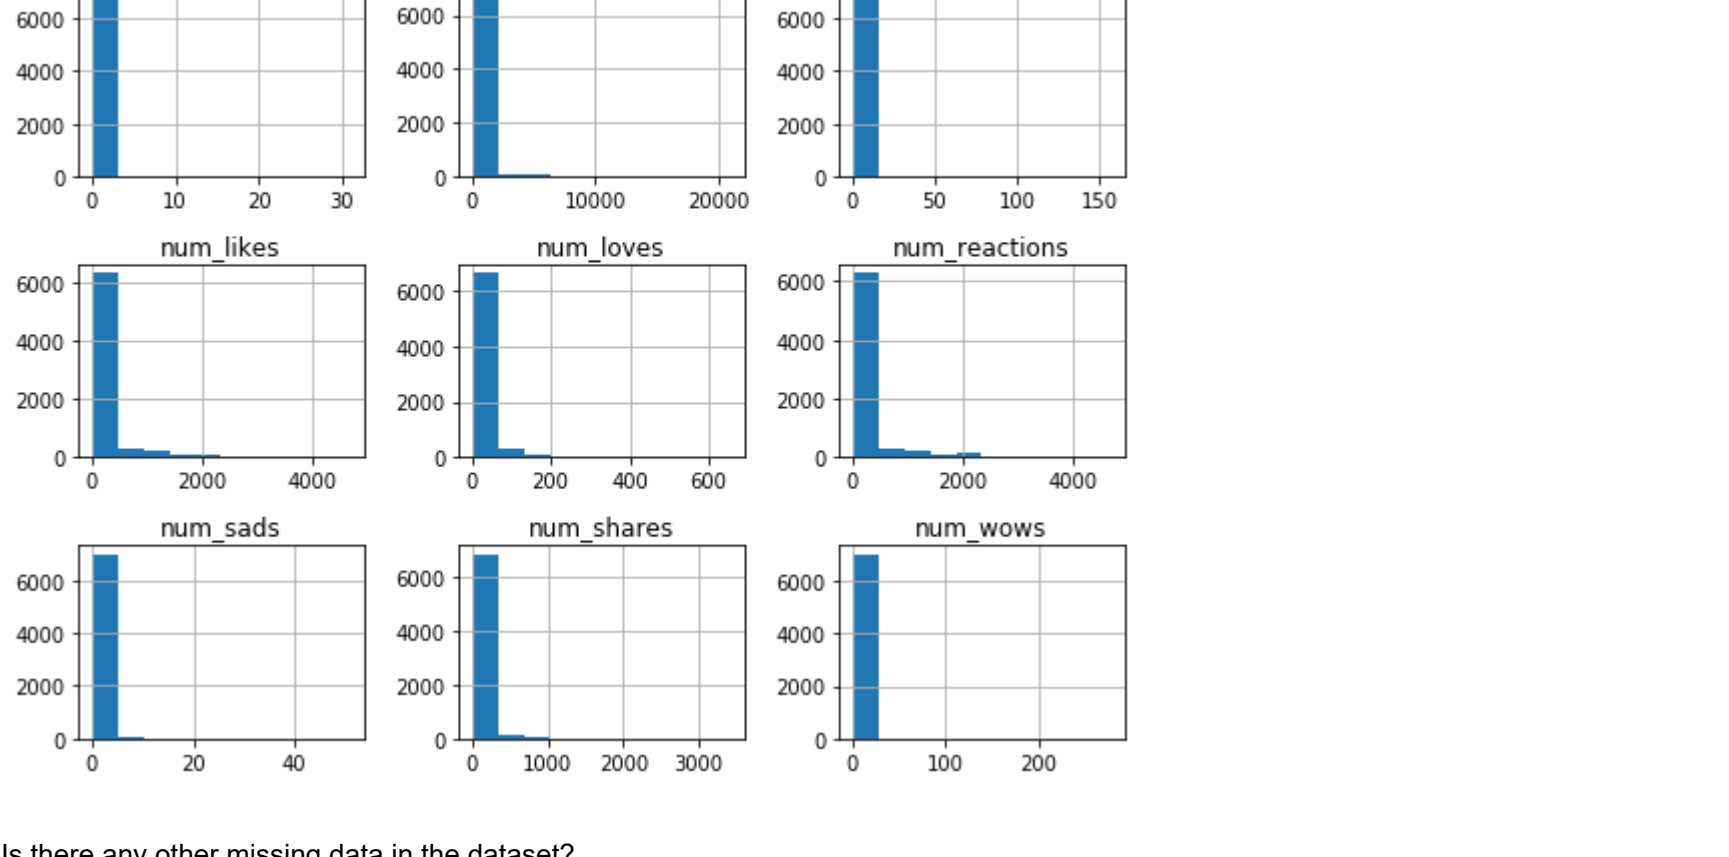 6000 6000 6000
4000 4000 4000
2000 2000 2000
0 0 0
0 10 20 30 0 10000 20000 0 50 100 150
num_likes num_loves num_reactions
6000 6000 6000
4000 4000 4000
2000 2000 2000
0 0 0
0 2000 4000 0 200 400 600 0 2000 4000
num_sads num_shares num_wows
6000 6000 6000
4000 4000 4000
2000 2000 2000
0 0 0
0 20 40 0 1000 2000 3000 0 100 200
Is there any other missing data in the dataset?